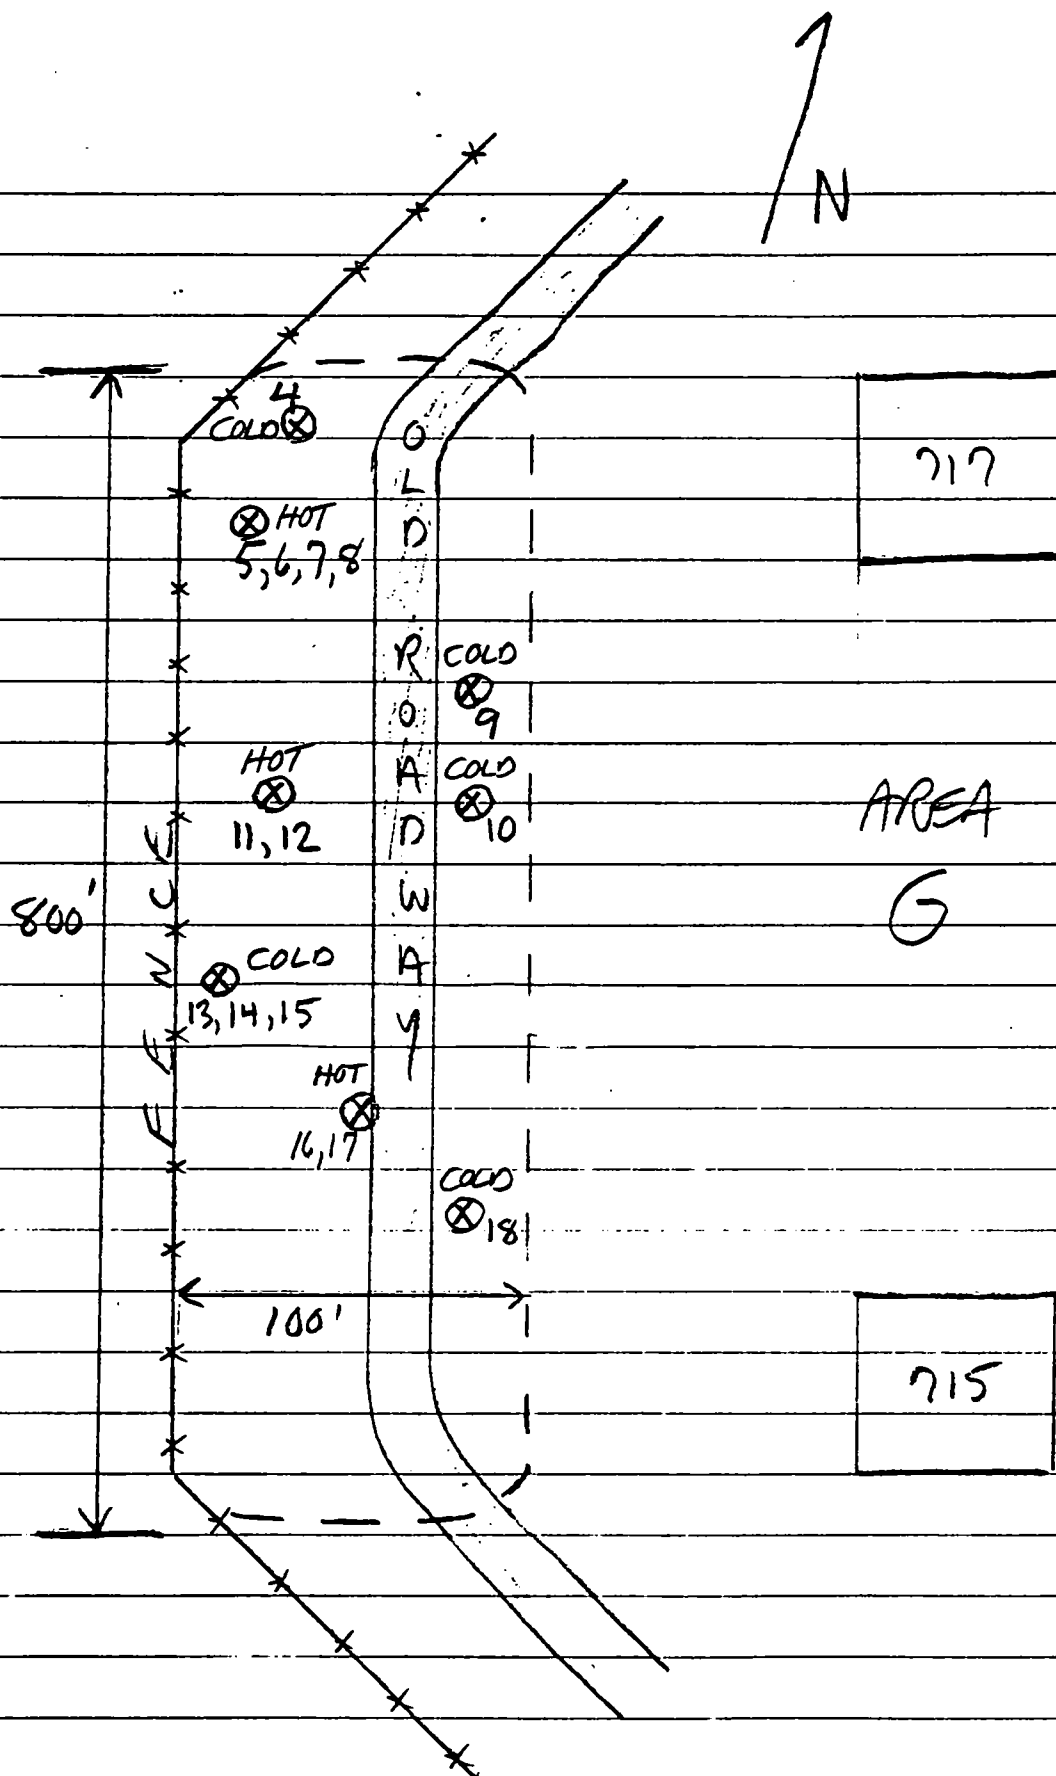 N
4
COLD
717
HOT
5,6,7,8
OLD ROADWAY
COLD
9
HOT
11,12
COLD
10
AREA
G
FENCE
800'
COLD
13,14,15
HOT
16,17
COLD
18
100'
715